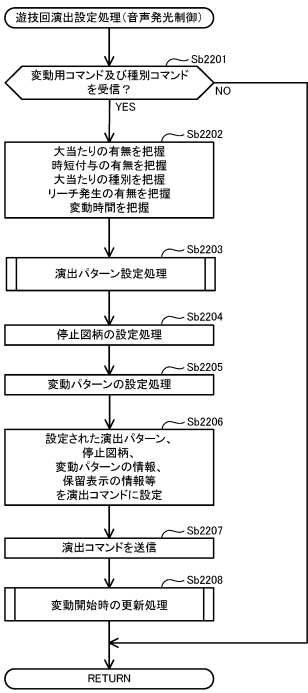 遊技回演出設定処理(音声発光制御)
Sb2201
変動用コマンド及び種別コマンド
を受信？
NO
YES
Sb2202
大当たりの有無を把握
時短付与の有無を把握
大当たりの種別を把握
リーチ発生の有無を把握
変動時間を把握
Sb2203
演出パターン設定処理
Sb2204
停止図柄の設定処理
Sb2205
変動パターンの設定処理
Sb2206
設定された演出パターン、
停止図柄、
変動パターンの情報、
保留表示の情報等
を演出コマンドに設定
Sb2207
演出コマンドを送信
Sb2208
変動開始時の更新処理
RETURN